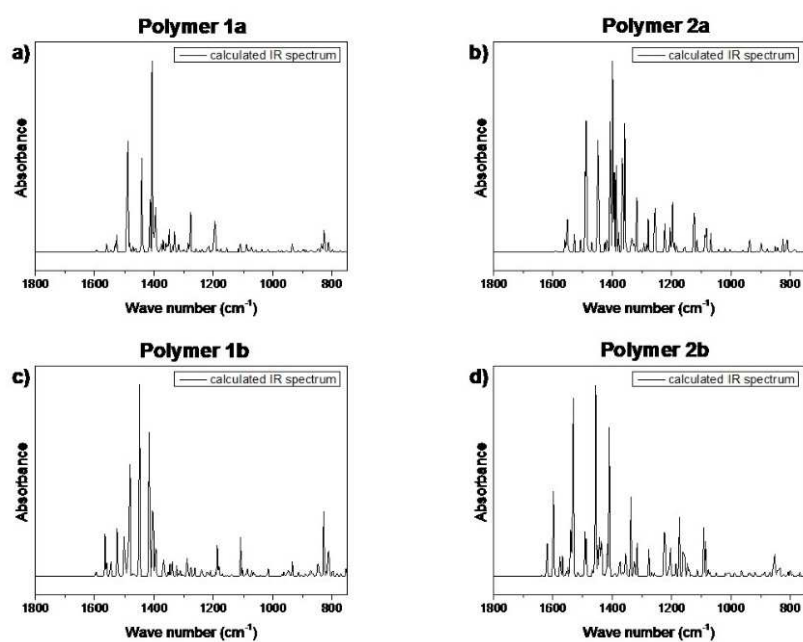 Polymer 1a
a)
calculated IR spectrum
Absorbance
1800 1600 1400 1200 1000 800
Wave number (cm-1)
Polymer 2a
b)
calculated IR spectrum
Absorbance
1800 1600 1400 1200 1000 800
Wave number (cm-1)
Polymer 1b
c)
calculated IR spectrum
Absorbance
1800 1600 1400 1200 1000 800
Wave number (cm-1)
Polymer 2b
d)
calculated IR spectrum
Absorbance
1800 1600 1400 1200 1000 800
Wave number (cm-1)